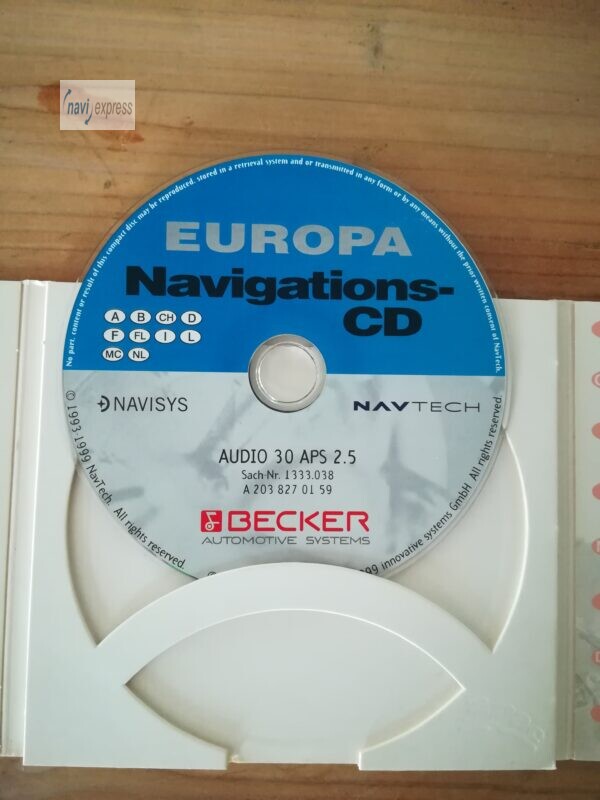 navi express
No part, content or result of this compact disc may be reproduced, stored in a retrieval system and or transmitted in any form or by any means without the prior written consent of NavTech.
EUROPA
Navigations-
CD
A B CH D
F FL I L
MC NL
NAVISYS
NAVTECH
AUDIO 30 APS 2.5
Sach-Nr. 1333.038
A 203 827 01 59
BECKER
AUTOMOTIVE SYSTEMS
© 1993-1999 NavTech. All rights reserved.
innovative systems GmbH All rights reserved.